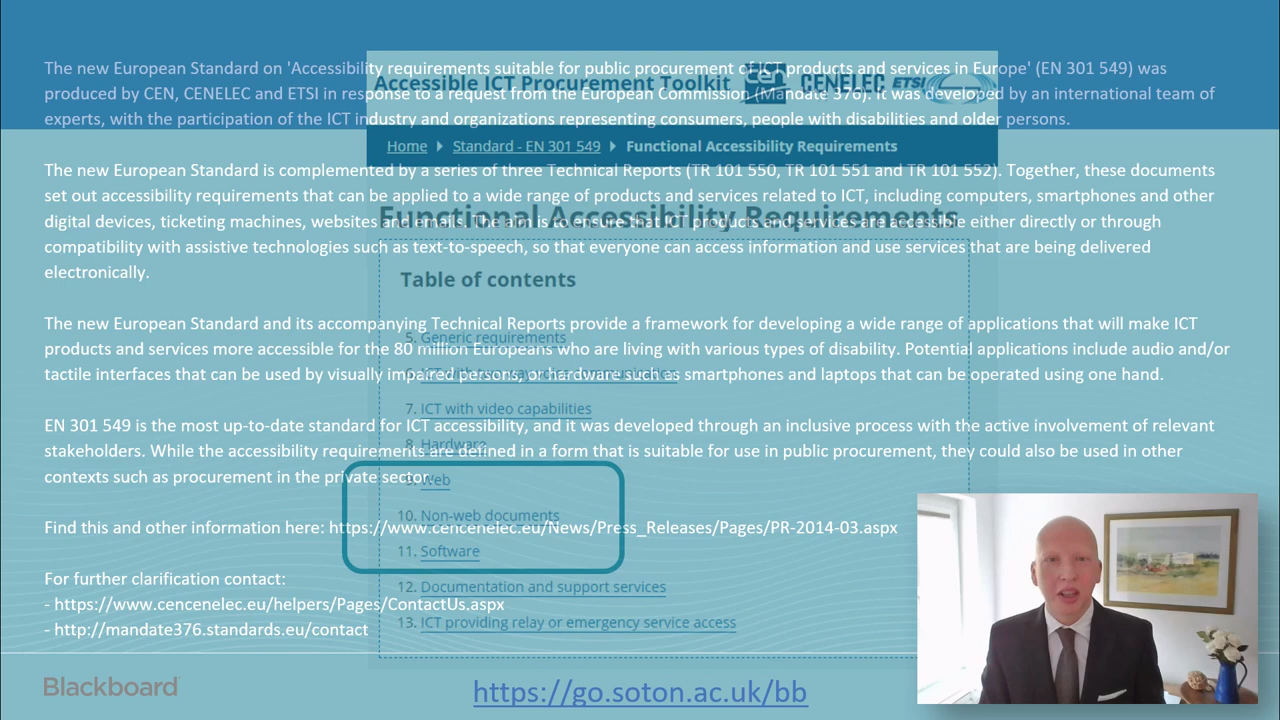 The new European Standard on 'Accessibility requirements suitable for public procurement of ICT products and services in Europe' (EN 301 549) was
produced by CEN, CENELEC and ETSI in response to a request from the European Commission (Mandate 376). It was developed by an international team of
experts, with the participation of the ICT industry and organizations representing consumers, people with disabilities and older persons.
Accessible ICT Procurement Toolkit cen CENELEC ETSI
Home Standard - EN 301 549 Functional Accessibility Requirements
The new European Standard is complemented by a series of three Technical Reports (TR 101 550, TR 101 551 and TR 101 552). Together, these documents
set out accessibility requirements that can be applied to a wide range of products and services related to ICT, including computers, smartphones and other
digital devices, ticketing machines, websites and emails. The aim is to ensure that ICT products and services are accessible either directly or through
compatibility with assistive technologies such as text-to-speech, so that everyone can access information and use services that are being delivered
electronically.
Functional Accessibility Requirements
Table of contents
The new European Standard and its accompanying Technical Reports provide a framework for developing a wide range of applications that will make ICT
products and services more accessible for the 80 million Europeans who are living with various types of disability. Potential applications include audio and/or
tactile interfaces that can be used by visually impaired persons, or hardware such as smartphones and laptops that can be operated using one hand.
5. Generic requirements
6. ICT with two-way voice communication
7. ICT with video capabilities
8. Hardware
9. Web
10. Non-web documents
11. Software
12. Documentation and support services
13. ICT providing relay or emergency service access
EN 301 549 is the most up-to-date standard for ICT accessibility, and it was developed through an inclusive process with the active involvement of relevant
stakeholders. While the accessibility requirements are defined in a form that is suitable for use in public procurement, they could also be used in other
contexts such as procurement in the private sector.
Find this and other information here: https://www.cencenelec.eu/News/Press_Releases/Pages/PR-2014-03.aspx
For further clarification contact:
- https://www.cencenelec.eu/helpers/Pages/ContactUs.aspx
- http://mandate376.standards.eu/contact
Blackboard
https://go.soton.ac.uk/bb